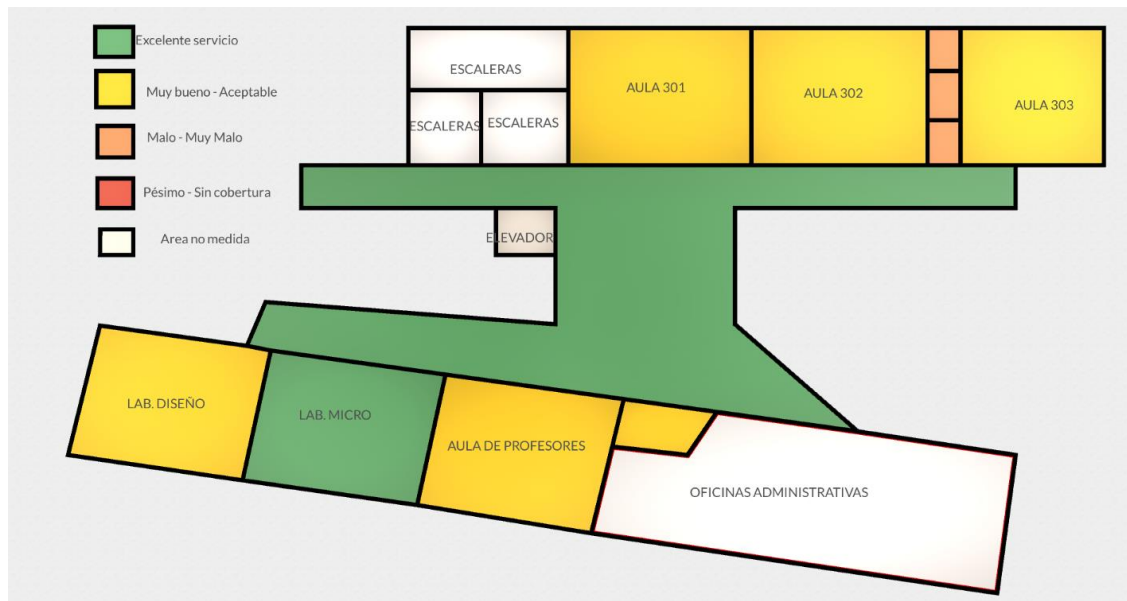 Excelente servicio
Muy bueno - Aceptable
Malo - Muy Malo
Pésimo - Sin cobertura
Area no medida
ESCALERAS
ESCALERAS
ESCALERAS
AULA 301
AULA 302
AULA 303
ELEVADOR
LAB. DISEÑO
LAB. MICRO
AULA DE PROFESORES
OFICINAS ADMINISTRATIVAS